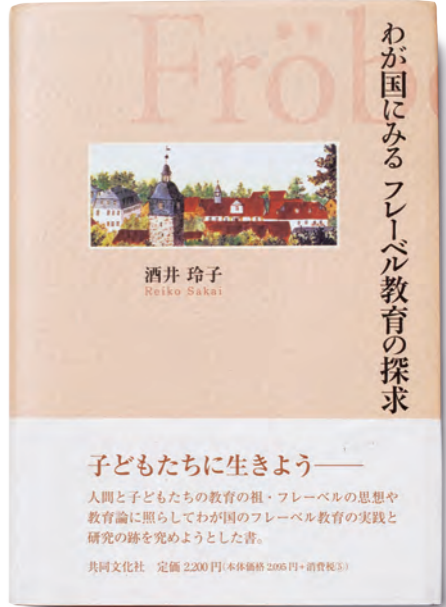 Fröb
わが国にみる フレーベル教育の探求
酒井 玲子
Reiko Sakai
子どもたちに生きよう——
人間と子どもたちの教育の祖・フレーベルの思想や
教育論に照らしてわが国のフレーベル教育の実践と
研究の跡を究めようとした書。
共同文化社 定価 2,200円(本体価格 2,095円+消費税⑤)